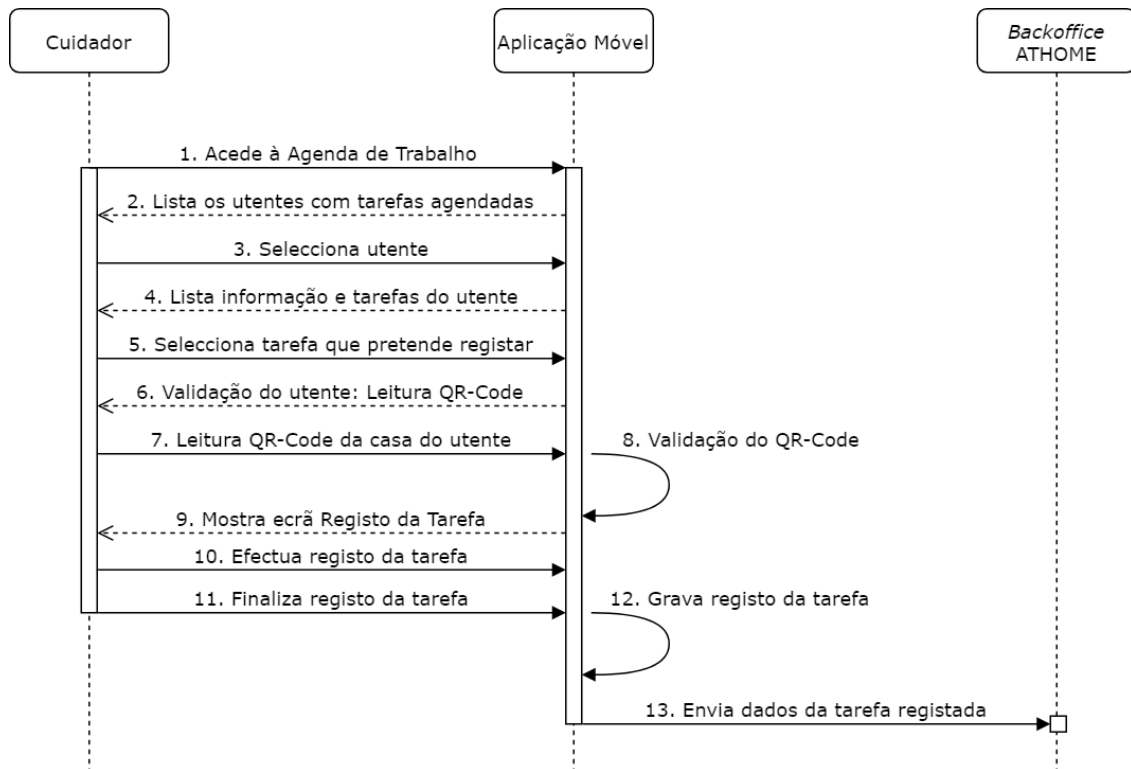 Cuidador
Aplicação Móvel
Backoffice
ATHOME
1. Acede à Agenda de Trabalho
2. Lista os utentes com tarefas agendadas
3. Selecciona utente
4. Lista informação e tarefas do utente
5. Selecciona tarefa que pretende registar
6. Validação do utente: Leitura QR-Code
7. Leitura QR-Code da casa do utente
8. Validação do QR-Code
9. Mostra ecrã Registo da Tarefa
10. Efectua registo da tarefa
11. Finaliza registo da tarefa
12. Grava registo da tarefa
13. Envia dados da tarefa registada